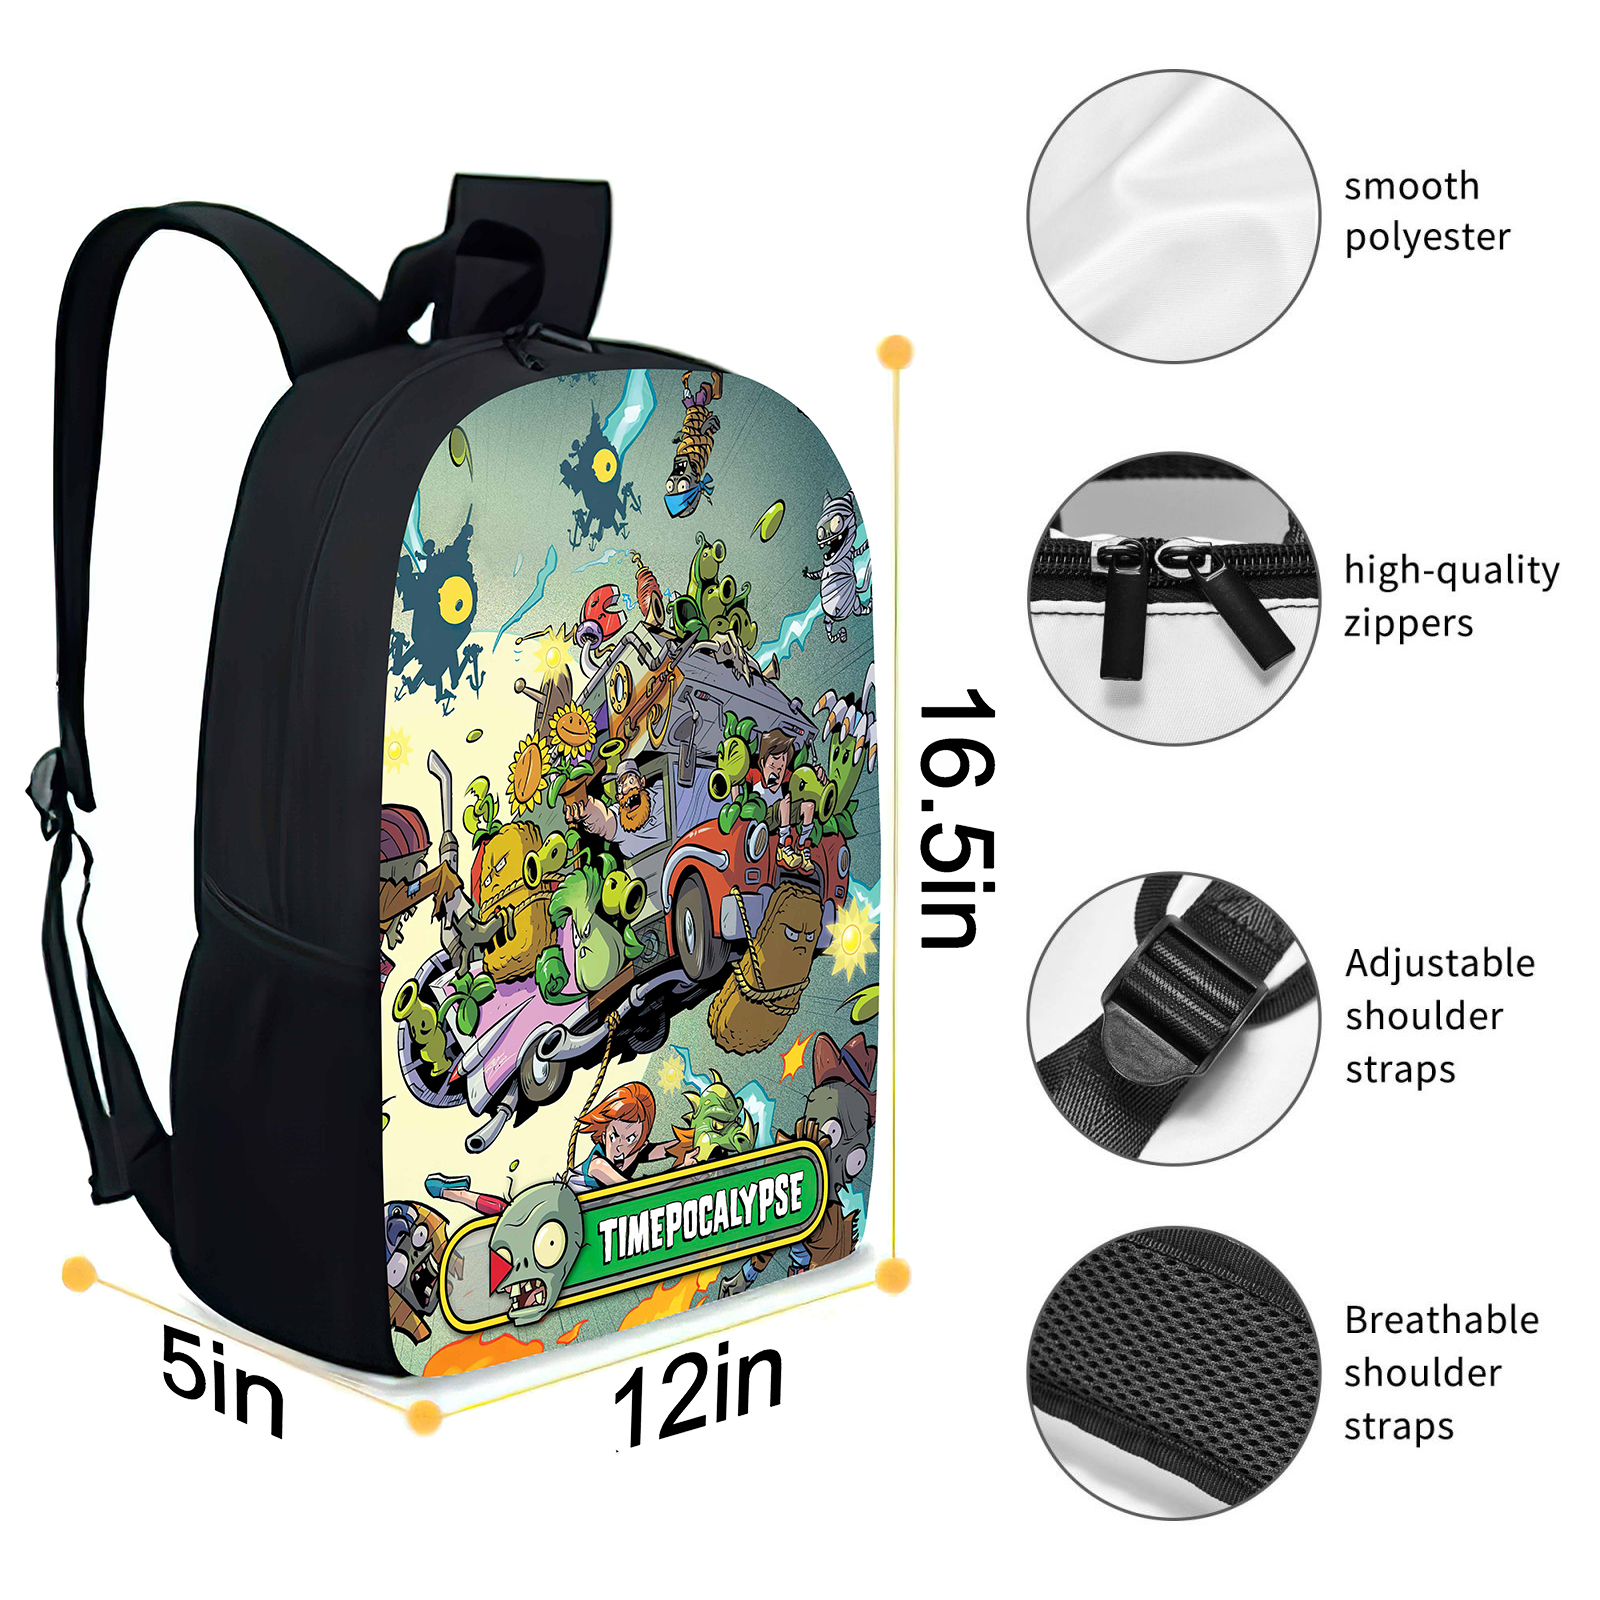 smooth
polyester
high-quality
zippers
Adjustable
shoulder
straps
Breathable
shoulder
straps
16.5in
12in
5in
TIMEPOCALYPSE